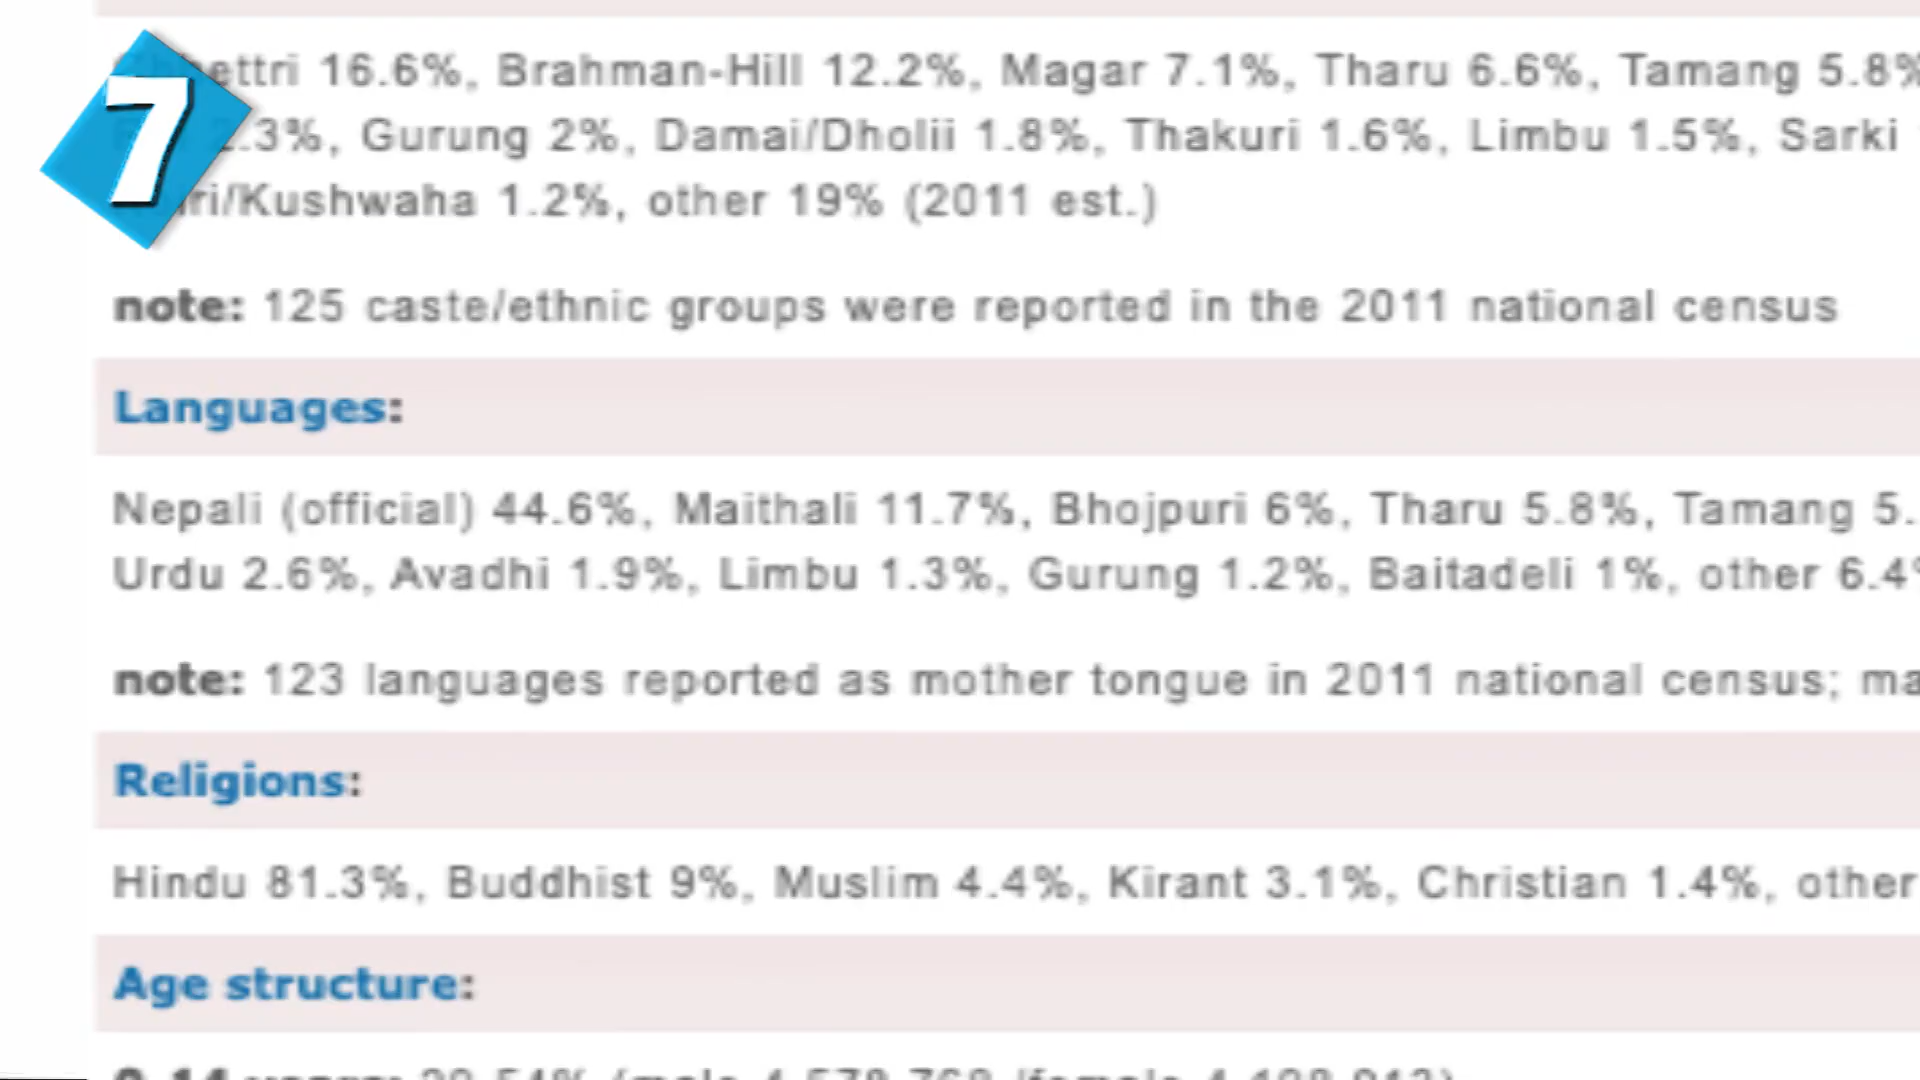 7
ettri 16.6%, Brahman-Hill 12.2%, Magar 7.1%, Tharu 6.6%, Tamang 5.8%
2.3%, Gurung 2%, Damai/Dholii 1.8%, Thakuri 1.6%, Limbu 1.5%, Sarki
ri/Kushwaha 1.2%, other 19% (2011 est.)
note: 125 caste/ethnic groups were reported in the 2011 national census
Languages:
Nepali (official) 44.6%, Maithali 11.7%, Bhojpuri 6%, Tharu 5.8%, Tamang 5.
Urdu 2.6%, Avadhi 1.9%, Limbu 1.3%, Gurung 1.2%, Baitadeli 1%, other 6.4%
note: 123 languages reported as mother tongue in 2011 national census; ma
Religions:
Hindu 81.3%, Buddhist 9%, Muslim 4.4%, Kirant 3.1%, Christian 1.4%, other
Age structure: